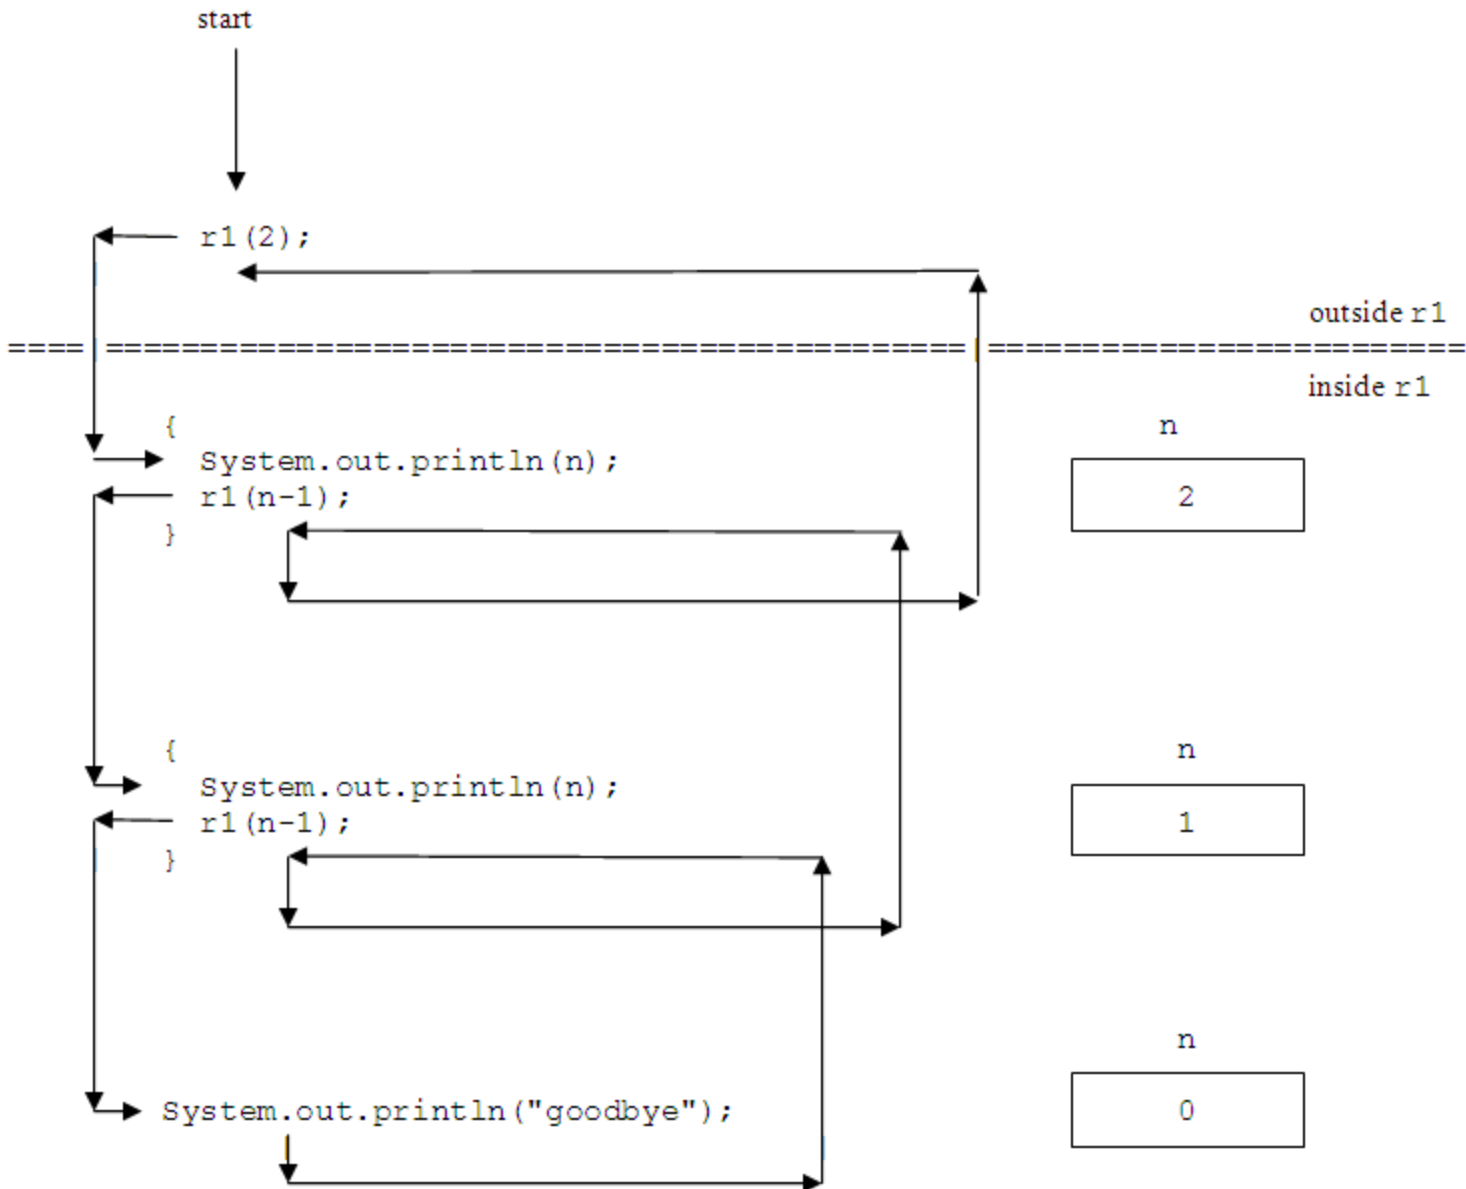 start
r1(2);
outside r1
==== ============================================== ==========================
inside r1
{
n
System.out.println(n);
r1(n-1);
2
}
{
n
System.out.println(n);
r1(n-1);
1
}
n
System.out.println("goodbye");
0